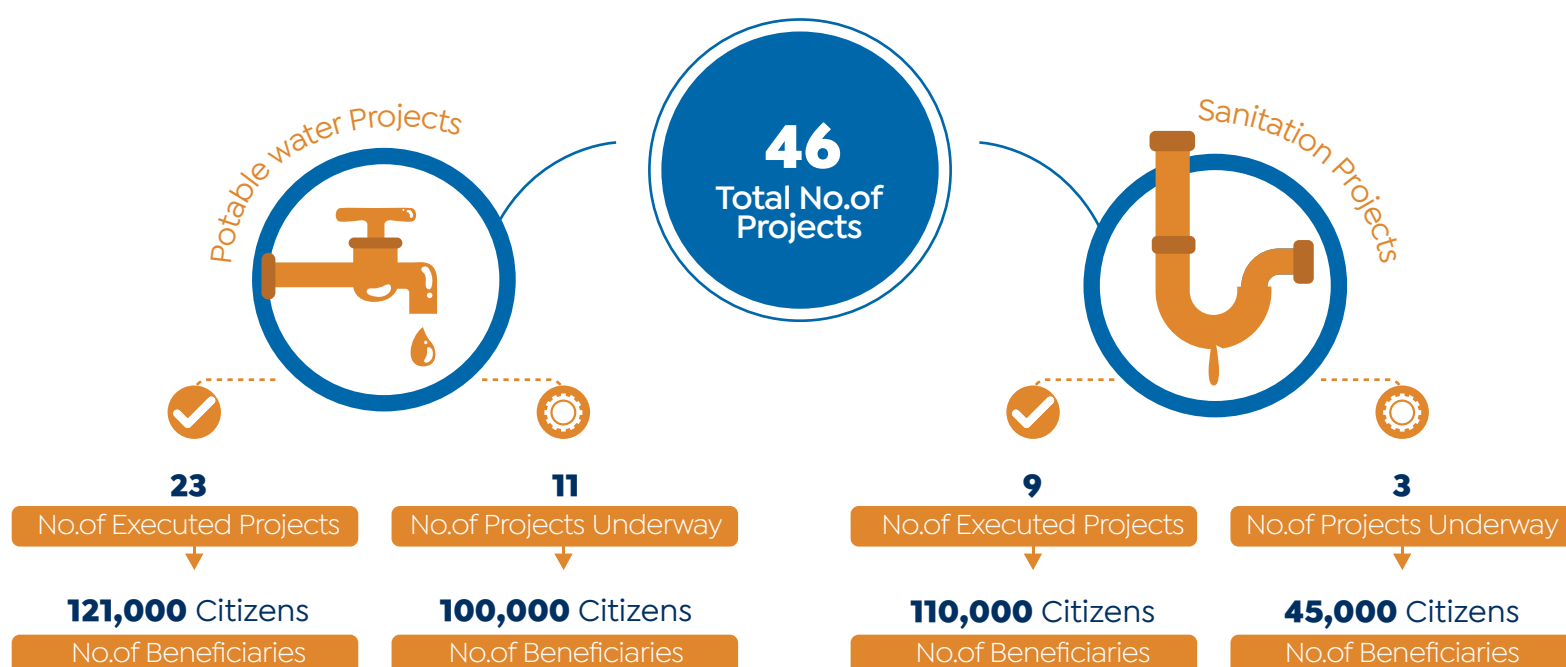 46
Total No.of
Projects
Potable water Projects
23
No.of Executed Projects
121,000 Citizens
No.of Beneficiaries
11
No.of Projects Underway
100,000 Citizens
No.of Beneficiaries
Sanitation Projects
9
No.of Executed Projects
110,000 Citizens
No.of Beneficiaries
3
No.of Projects Underway
45,000 Citizens
No.of Beneficiaries